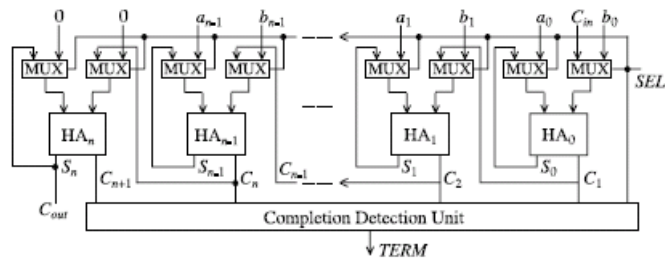 0 0 a_{n-1} b_{n-1} a_1 b_1 a_0 C_{in} b_0
MUX MUX MUX MUX MUX MUX MUX MUX
SEL
HA_n HA_{n-1} HA_1 HA_0
S_n C_{n+1} S_{n-1} C_n C_{n-1} S_1 C_2 S_0 C_1
C_{out}
Completion Detection Unit
TERM